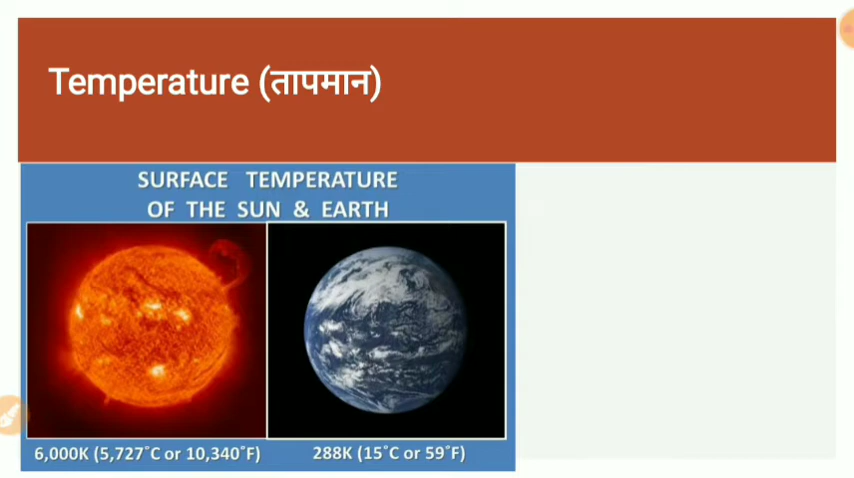 Temperature (तापमान)
SURFACE TEMPERATURE
OF THE SUN & EARTH
6,000K (5,727˚C or 10,340˚F)
288K (15˚C or 59˚F)